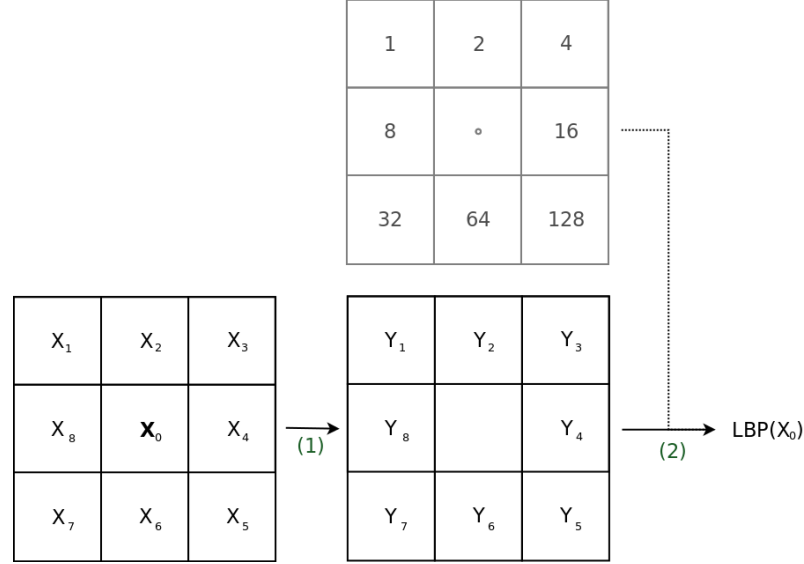 1 2 4
8 ∘ 16
32 64 128
X₁ X₂ X₃
X₈ X₀ X₄
X₇ X₆ X₅
(1)
Y₁ Y₂ Y₃
Y₈ Y₄
Y₇ Y₆ Y₅
(2)
LBP(X₀)